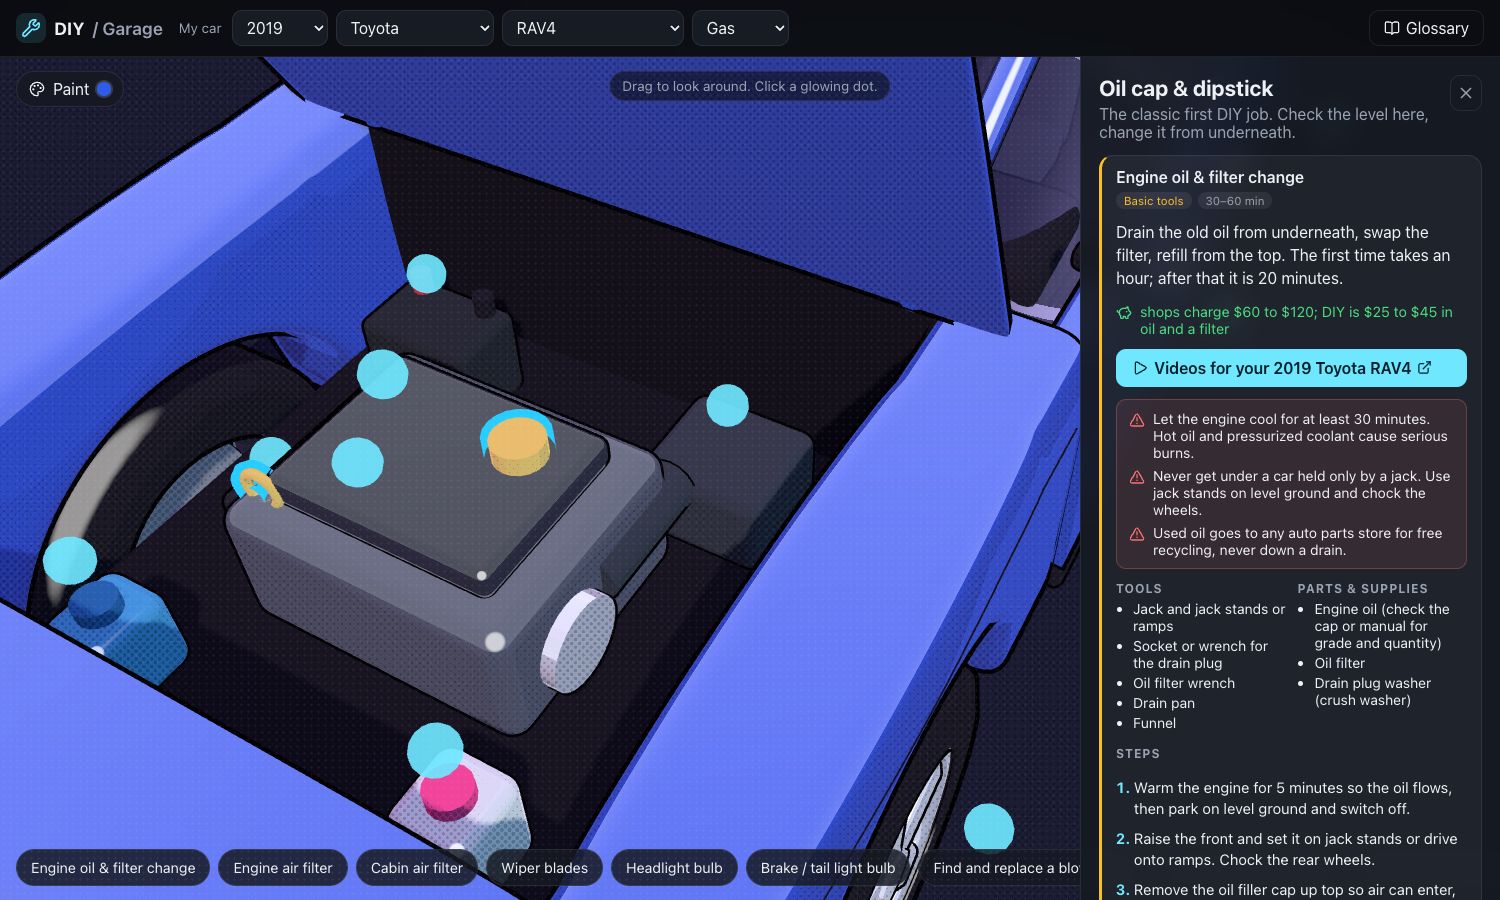 DIY / Garage
My car
2019
Toyota
RAV4
Gas
Glossary
Paint
Drag to look around. Click a glowing dot.
Oil cap & dipstick
The classic first DIY job. Check the level here,
change it from underneath.
Engine oil & filter change
Basic tools
30–60 min
Drain the old oil from underneath, swap the
filter, refill from the top. The first time takes an
hour; after that it is 20 minutes.
shops charge $60 to $120; DIY is $25 to $45 in
oil and a filter
Videos for your 2019 Toyota RAV4
Let the engine cool for at least 30 minutes.
Hot oil and pressurized coolant cause serious
burns.
Never get under a car held only by a jack. Use
jack stands on level ground and chock the
wheels.
Used oil goes to any auto parts store for free
recycling, never down a drain.
TOOLS
Jack and jack stands or
ramps
Socket or wrench for
the drain plug
Oil filter wrench
Drain pan
Funnel
PARTS & SUPPLIES
Engine oil (check the
cap or manual for
grade and quantity)
Oil filter
Drain plug washer
(crush washer)
STEPS
1. Warm the engine for 5 minutes so the oil flows,
then park on level ground and switch off.
2. Raise the front and set it on jack stands or drive
onto ramps. Chock the rear wheels.
3. Remove the oil filler cap up top so air can enter,
Engine oil & filter change
Engine air filter
Cabin air filter
Wiper blades
Headlight bulb
Brake / tail light bulb
Find and replace a blo